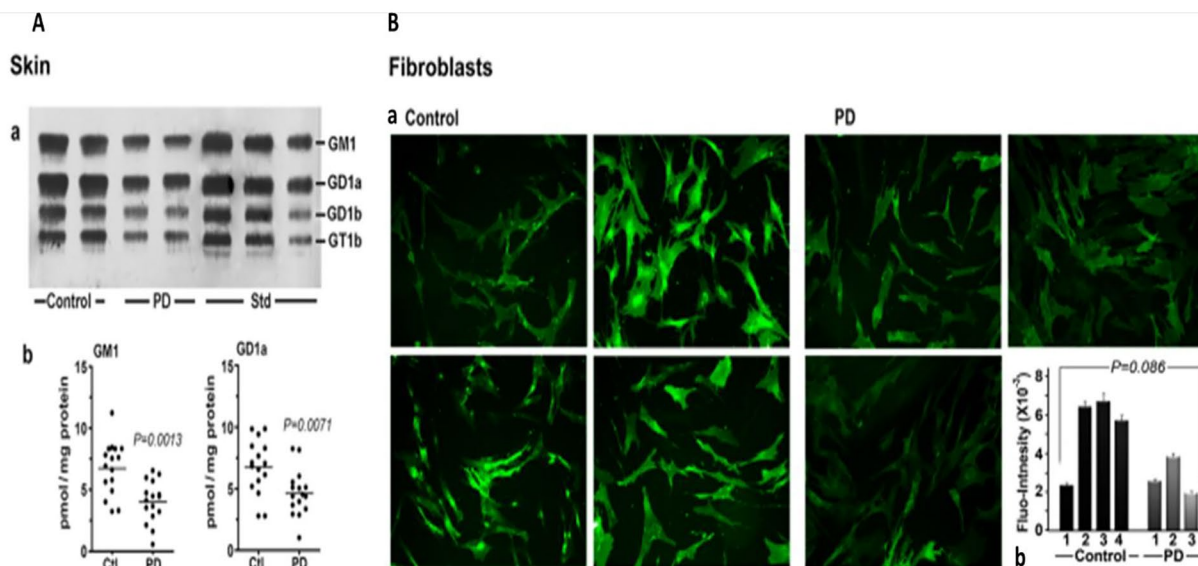 A
B
Skin
Fibroblasts
a
GM1
GD1a
GD1b
GT1b
Control PD Std
b
GM1
15
10
5
0
pmol / mg protein
P=0.0013
Ctl PD
GD1a
15
10
5
0
pmol / mg protein
P=0.0071
Ctl PD
a Control PD
P=0.086
8
6
4
2
0
Fluo-Intnesity (X10⁻²)
1 2 3 4 1 2 3
b
Control PD